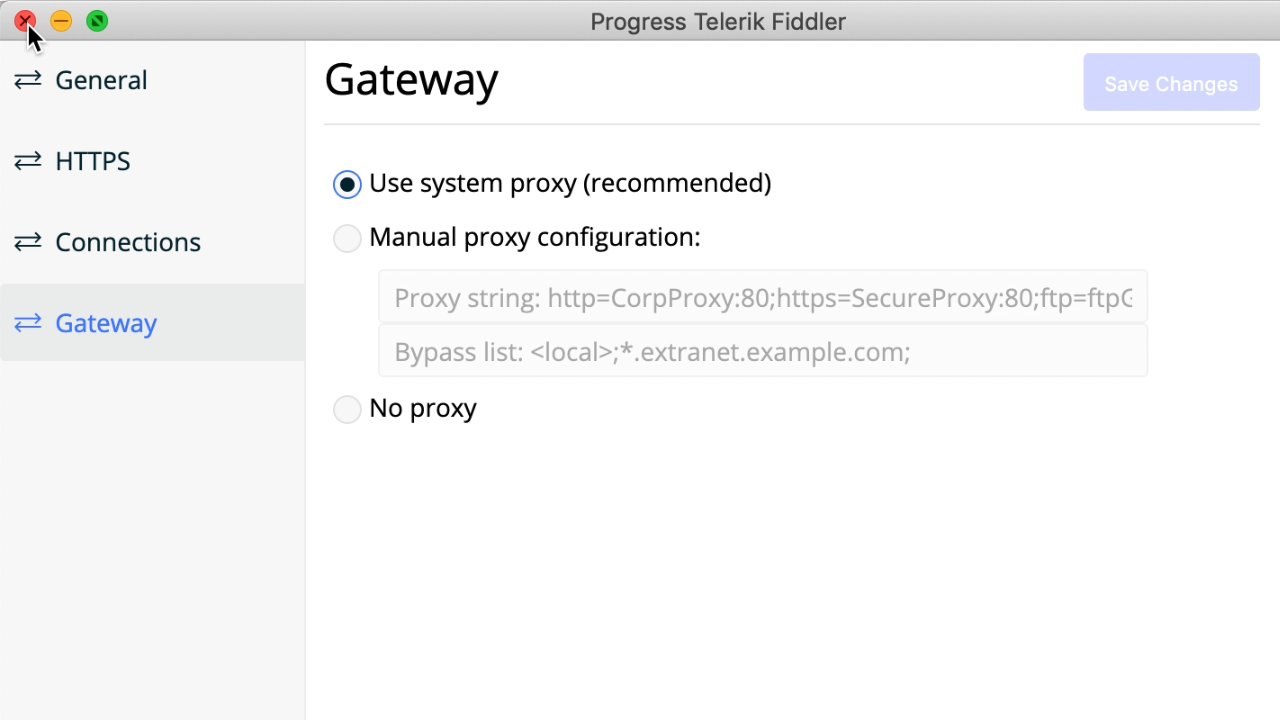 Progress Telerik Fiddler
General
HTTPS
Connections
Gateway
Gateway
Save Changes
Use system proxy (recommended)
Manual proxy configuration:
Proxy string: http=CorpProxy:80;https=SecureProxy:80;ftp=ftpG
Bypass list: <local>;*.extranet.example.com;
No proxy